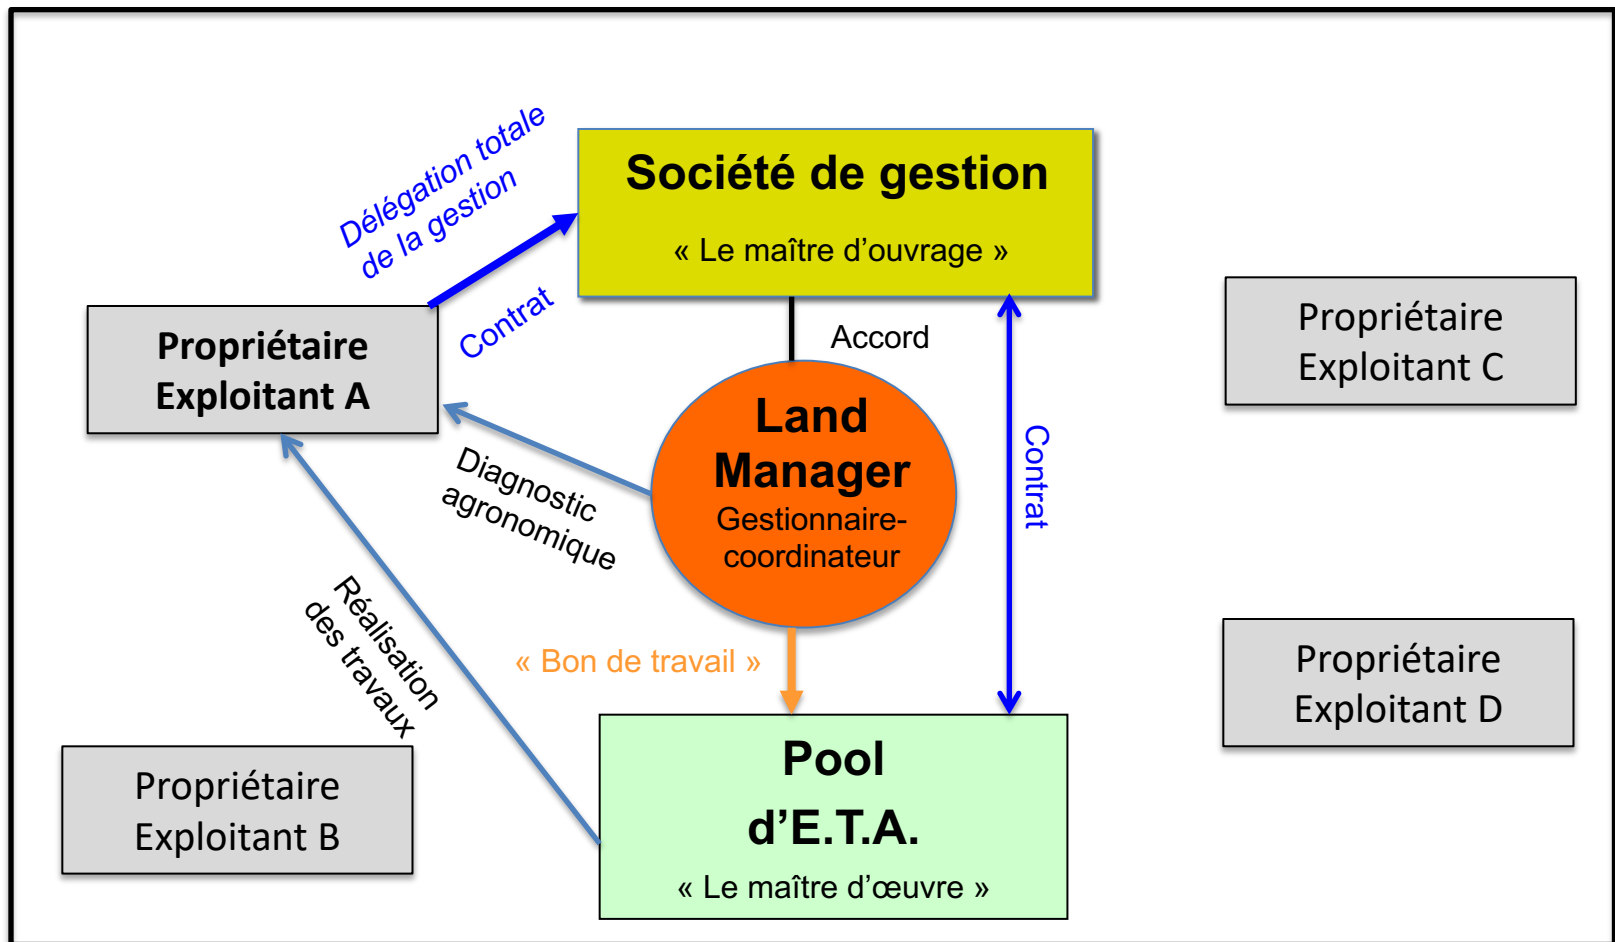 Délégation totale
de la gestion
Contrat
Société de gestion
« Le maître d’ouvrage »
Propriétaire
Exploitant A
Accord
Propriétaire
Exploitant C
Land
Manager
Gestionnaire-
coordinateur
Contrat
Diagnostic
agronomique
Réalisation
des travaux
« Bon de travail »
Propriétaire
Exploitant D
Propriétaire
Exploitant B
Pool
d’E.T.A.
« Le maître d’œuvre »